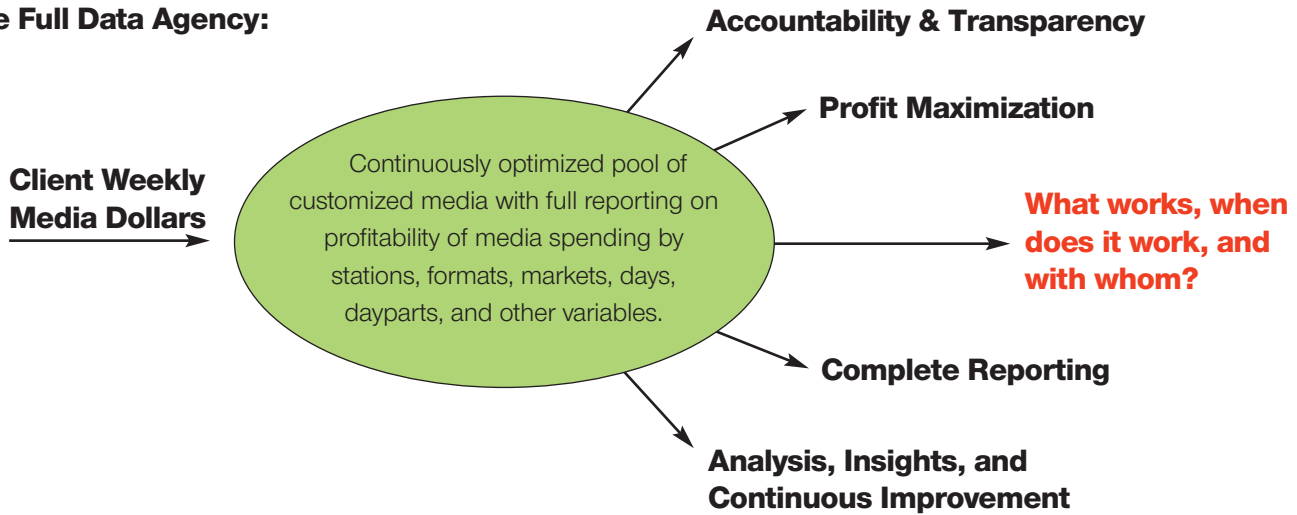 e Full Data Agency:
Accountability & Transparency
Profit Maximization
Client Weekly
Media Dollars
Continuously optimized pool of
customized media with full reporting on
profitability of media spending by
stations, formats, markets, days,
dayparts, and other variables.
What works, when
does it work, and
with whom?
Complete Reporting
Analysis, Insights, and
Continuous Improvement